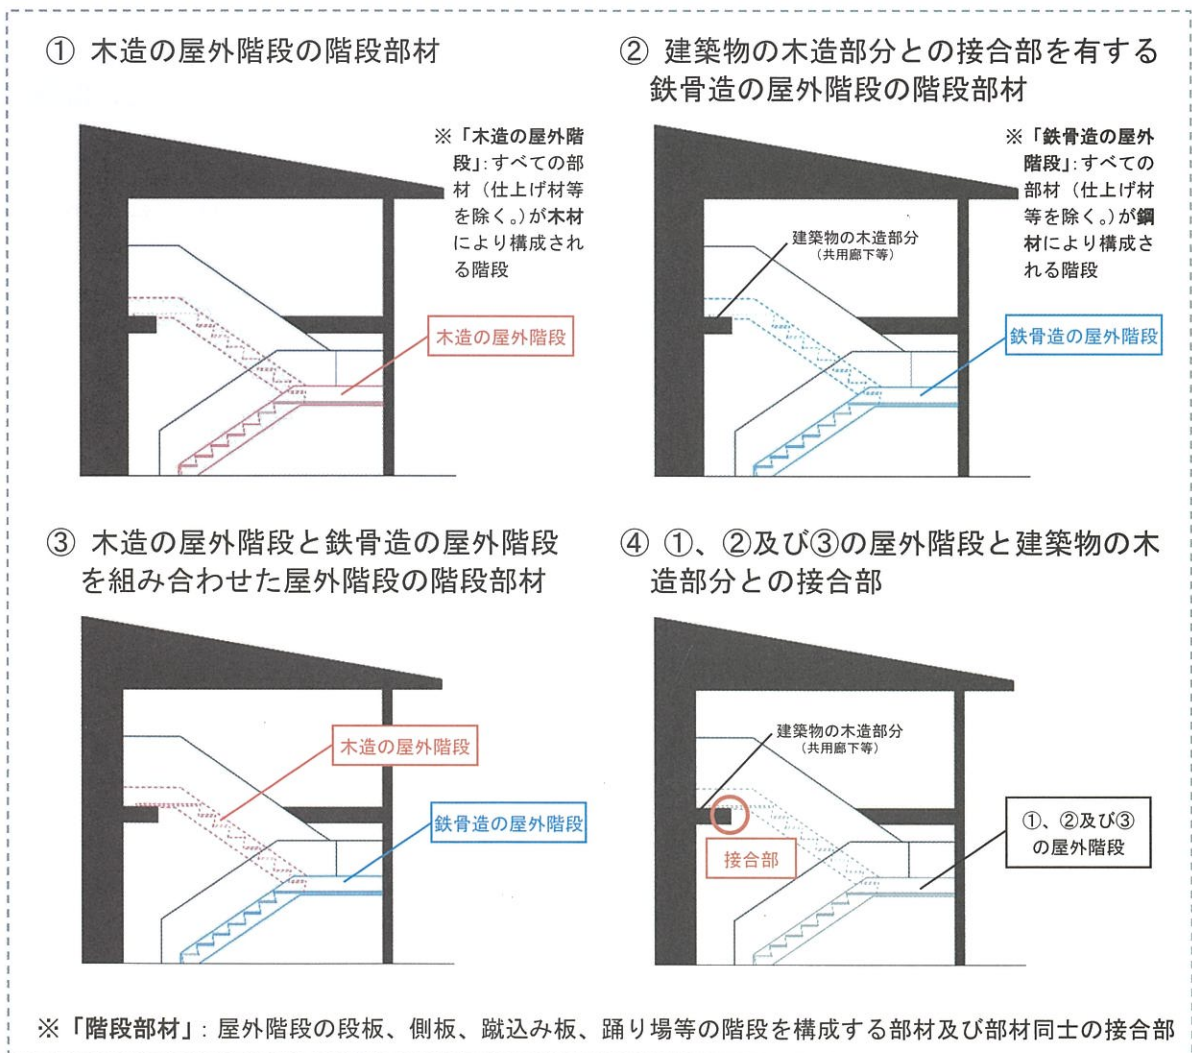 ① 木造の屋外階段の階段部材
※「木造の屋外階
段」：すべての部
材（仕上げ材等
を除く。）が木材
により構成され
る階段
木造の屋外階段
② 建築物の木造部分との接合部を有する
鉄骨造の屋外階段の階段部材
※「鉄骨造の屋外
階段」：すべての
部材（仕上げ材
等を除く。）が鋼
材により構成さ
れる階段
建築物の木造部分
（共用廊下等）
鉄骨造の屋外階段
③ 木造の屋外階段と鉄骨造の屋外階段
を組み合わせた屋外階段の階段部材
木造の屋外階段
鉄骨造の屋外階段
④ ①、②及び③の屋外階段と建築物の木
造部分との接合部
建築物の木造部分
（共用廊下等）
接合部
①、②及び③
の屋外階段
※「階段部材」：屋外階段の段板、側板、蹴込み板、踊り場等の階段を構成する部材及び部材同士の接合部